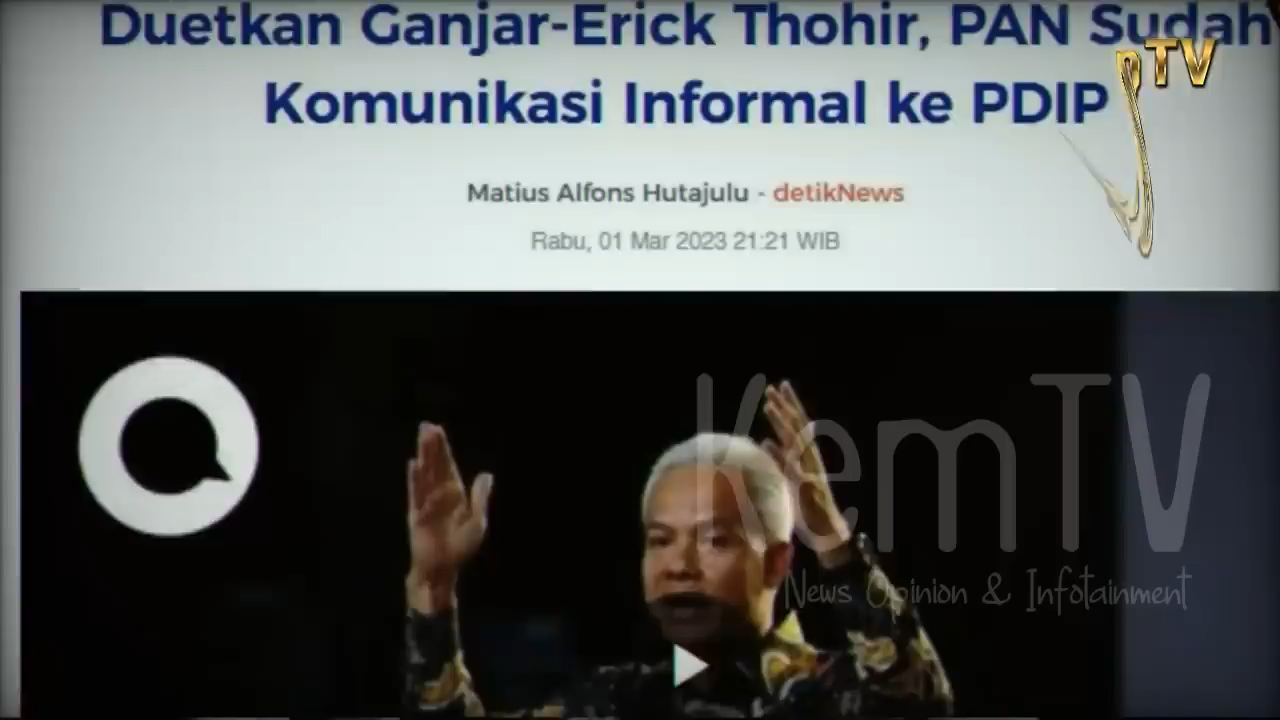 Duetkan Ganjar-Erick Thohir, PAN Sudah
Komunikasi Informal ke PDIP
TV
Matius Alfons Hutajulu - detikNews
Rabu, 01 Mar 2023 21:21 WIB
KemTV
News Opinion & Infotainment